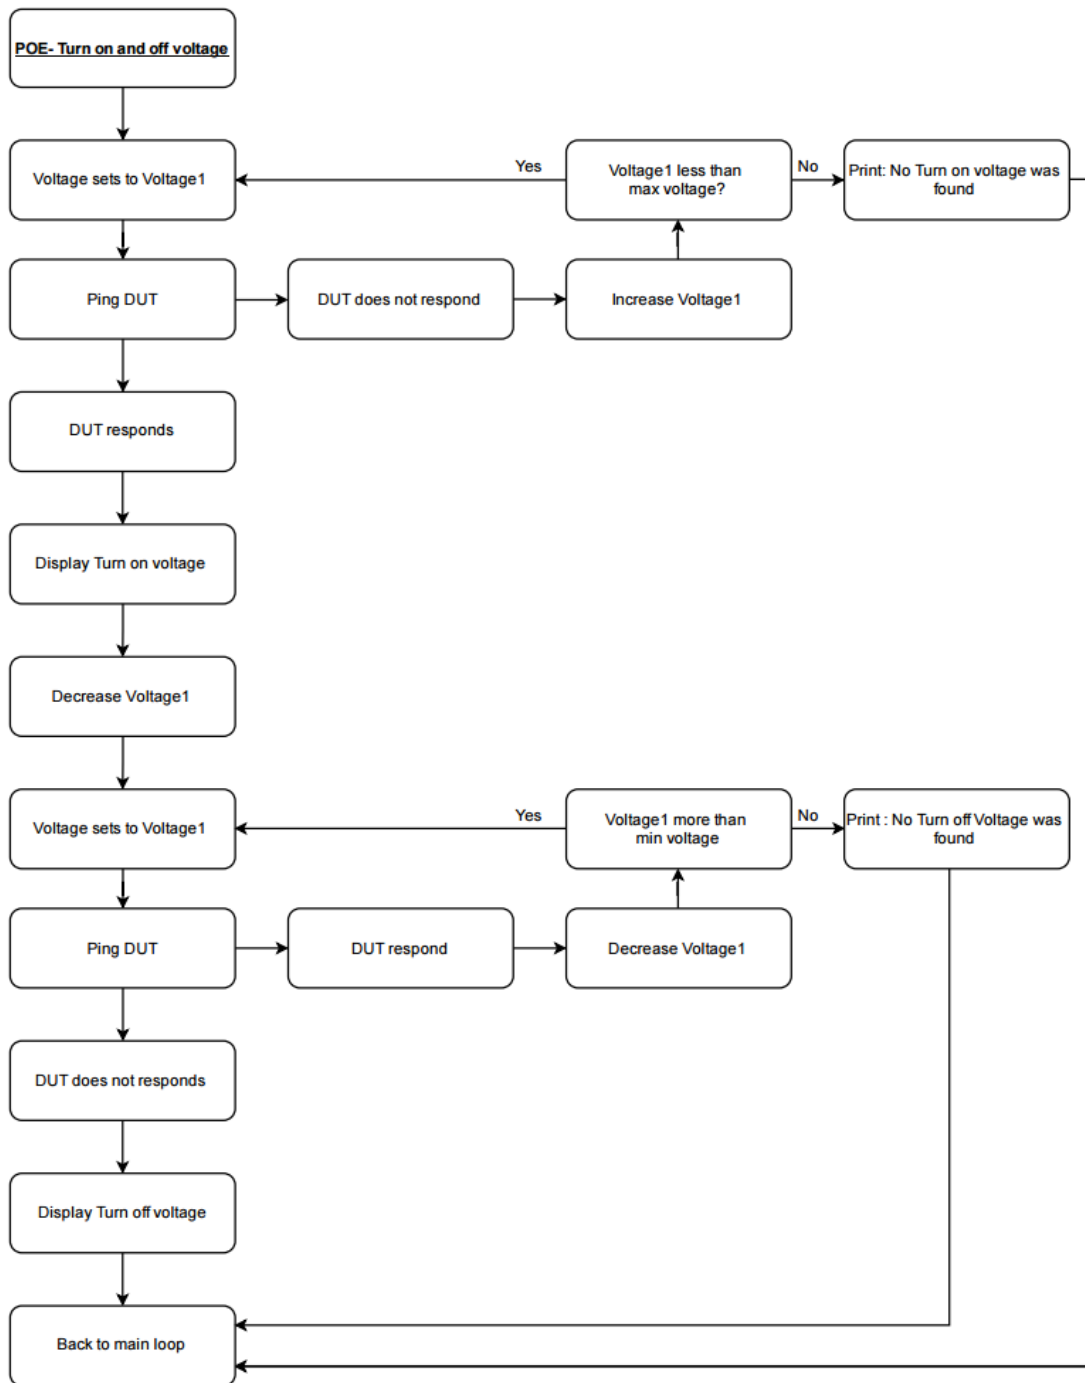 POE- Turn on and off voltage
Voltage sets to Voltage1
Yes
Voltage1 less than
max voltage?
No
Print: No Turn on voltage was
found
Ping DUT
DUT does not respond
Increase Voltage1
DUT responds
Display Turn on voltage
Decrease Voltage1
Voltage sets to Voltage1
Yes
Voltage1 more than
min voltage
No
Print : No Turn off Voltage was
found
Ping DUT
DUT respond
Decrease Voltage1
DUT does not responds
Display Turn off voltage
Back to main loop